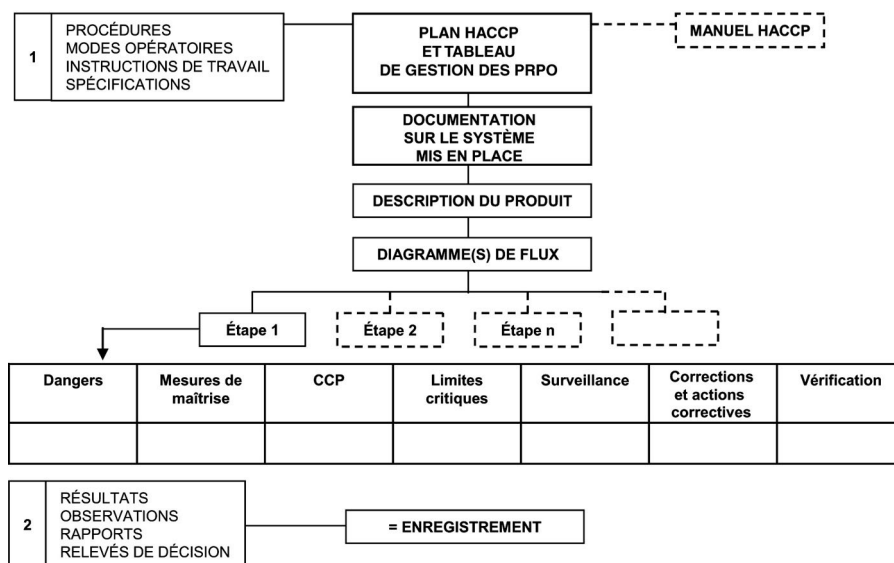 1
PROCÉDURES
MODES OPÉRATOIRES
INSTRUCTIONS DE TRAVAIL
SPÉCIFICATIONS
PLAN HACCP
ET TABLEAU
DE GESTION DES PRPO
MANUEL HACCP
DOCUMENTATION
SUR LE SYSTÈME
MIS EN PLACE
DESCRIPTION DU PRODUIT
DIAGRAMME(S) DE FLUX
Étape 1
Étape 2
Étape n
Dangers
Mesures de
maîtrise
CCP
Limites
critiques
Surveillance
Corrections
et actions
correctives
Vérification
2
RÉSULTATS
OBSERVATIONS
RAPPORTS
RELEVÉS DE DÉCISION
= ENREGISTREMENT